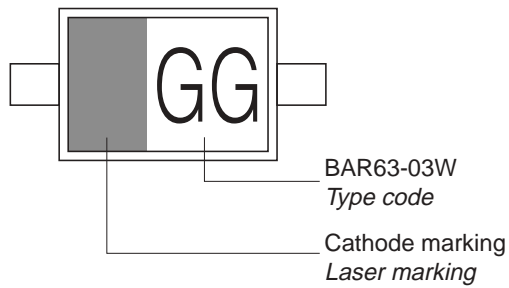 GG
BAR63-03W
Type code
Cathode marking
Laser marking